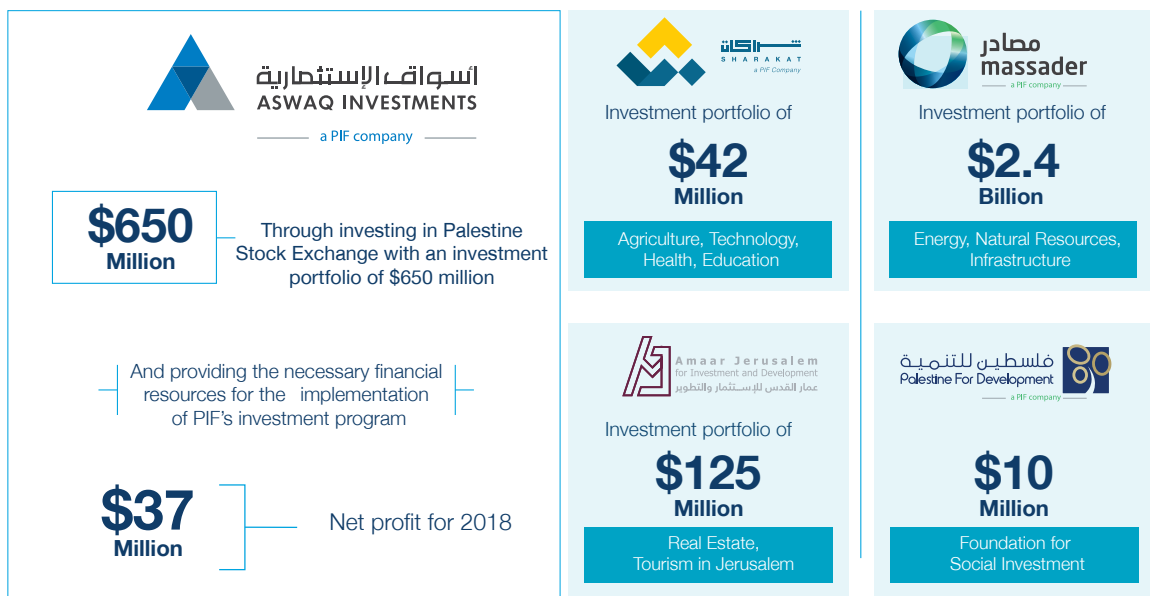 أسواق الإستثمارية
ASWAQ INVESTMENTS
a PIF company
$650
Million
Through investing in Palestine
Stock Exchange with an investment
portfolio of $650 million
And providing the necessary financial
resources for the implementation
of PIF's investment program
$37
Million
Net profit for 2018
شراكات
SHARAKAT
a PIF Company
Investment portfolio of
$42
Million
Agriculture, Technology,
Health, Education
مصادر
massader
a PIF company
Investment portfolio of
$2.4
Billion
Energy, Natural Resources,
Infrastructure
Amaar Jerusalem
for Investment and Development
عمار القدس للإستثمار والتطوير
Investment portfolio of
$125
Million
Real Estate,
Tourism in Jerusalem
فلسطين للتنمية
Palestine For Development
a PIF company
$10
Million
Foundation for
Social Investment